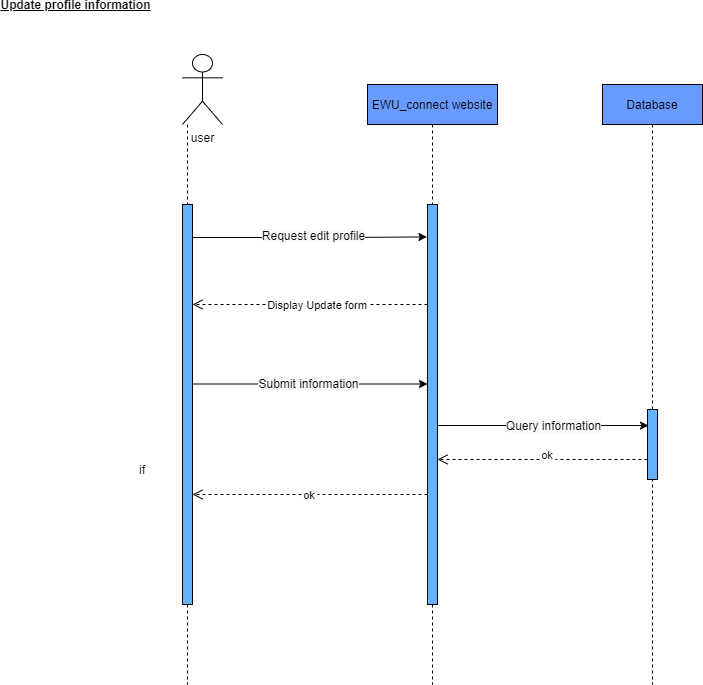 Update profile information
EWU_connect website
Database
user
Request edit profile
Display Update form
Submit information
Query information
ok
if
ok